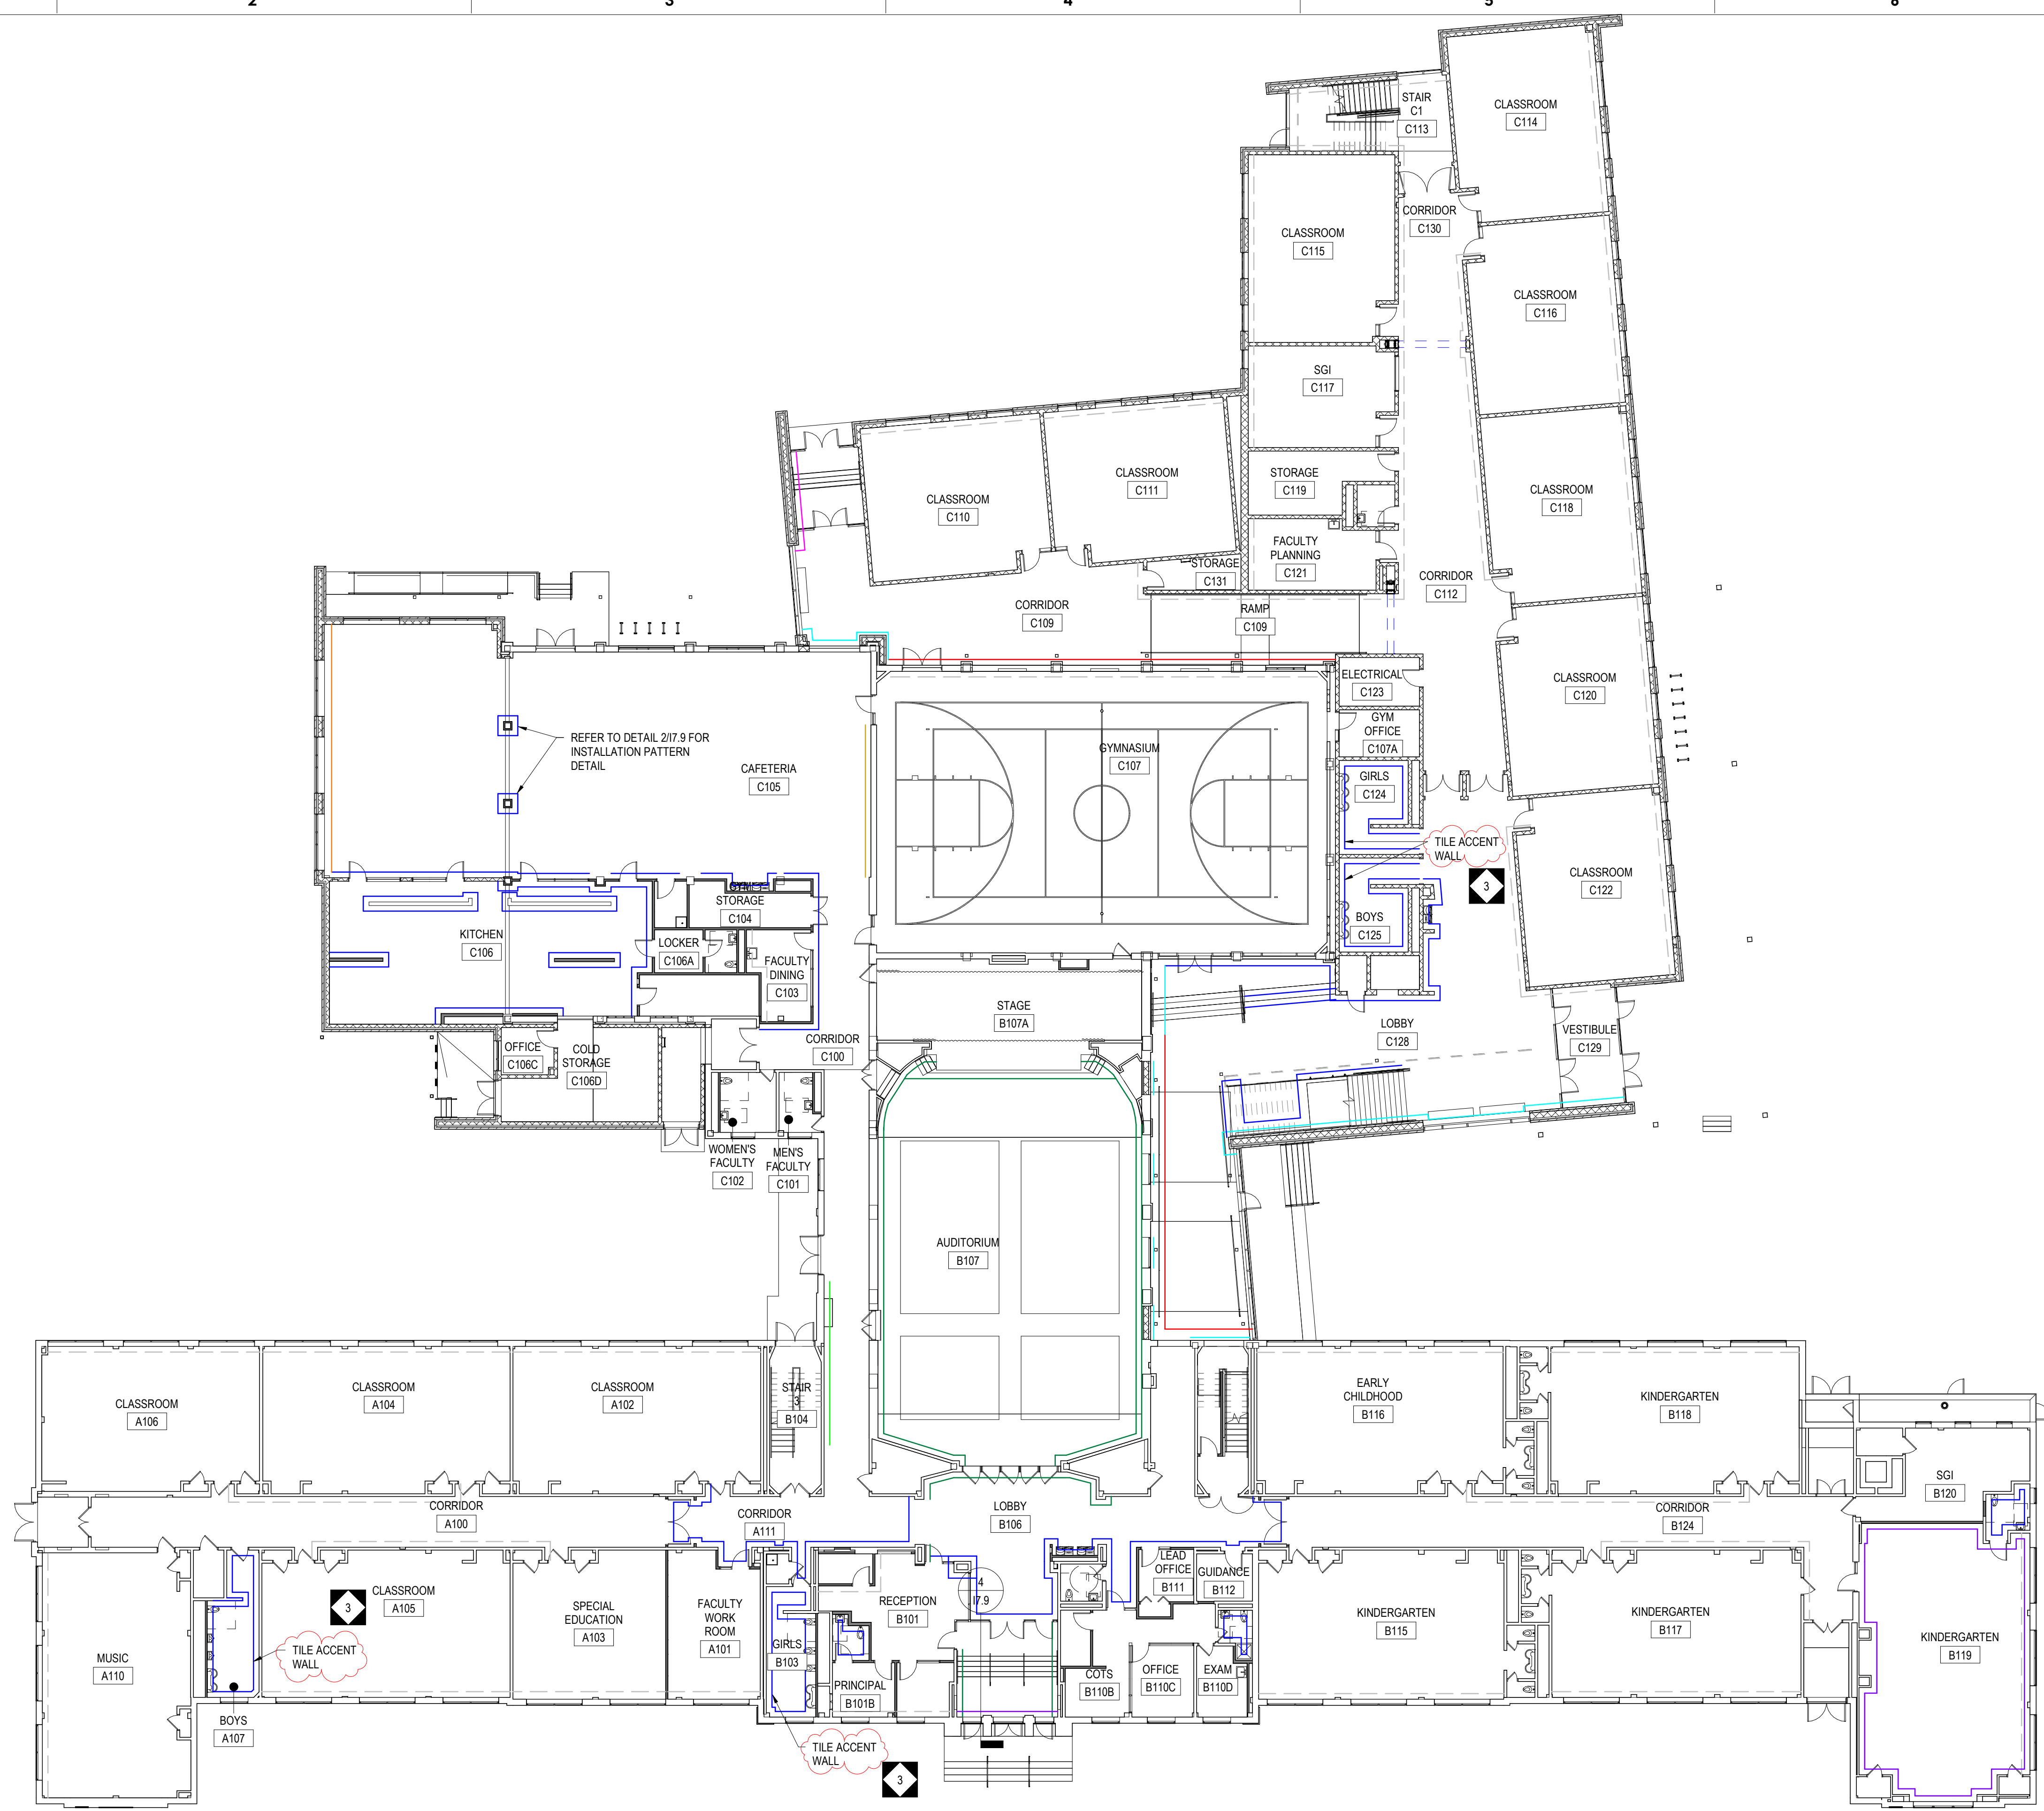 2
3
4
5
6
STAIR
C1
C113
CLASSROOM
C114
CORRIDOR
C130
CLASSROOM
C115
CLASSROOM
C116
SGI
C117
CLASSROOM
C111
CLASSROOM
C110
STORAGE
C119
CLASSROOM
C118
FACULTY
PLANNING
C121
STORAGE
C131
CORRIDOR
C112
CORRIDOR
C109
RAMP
C109
ELECTRICAL
C123
CLASSROOM
C120
GYM
OFFICE
C107A
REFER TO DETAIL 2/I7.9 FOR
INSTALLATION PATTERN
DETAIL
CAFETERIA
C105
GYMNASIUM
C107
GIRLS
C124
TILE ACCENT
WALL
3
CLASSROOM
C122
BOYS
C125
STORAGE
C104
KITCHEN
C106
LOCKER
C106A
FACULTY
DINING
C103
STAGE
B107A
LOBBY
C128
VESTIBULE
C129
CORRIDOR
C100
OFFICE
C106C
COLD
STORAGE
C106D
WOMEN'S
FACULTY
C102
MEN'S
FACULTY
C101
AUDITORIUM
B107
CLASSROOM
A106
CLASSROOM
A104
CLASSROOM
A102
STAIR
3
B104
EARLY
CHILDHOOD
B116
KINDERGARTEN
B118
SGI
B120
CORRIDOR
A100
CORRIDOR
A111
LOBBY
B106
CORRIDOR
B124
CLASSROOM
A105
3
SPECIAL
EDUCATION
A103
FACULTY
WORK
ROOM
A101
RECEPTION
B101
4
I7.9
LEAD
OFFICE
B111
GUIDANCE
B112
KINDERGARTEN
B115
KINDERGARTEN
B117
KINDERGARTEN
B119
MUSIC
A110
TILE ACCENT
WALL
GIRLS
B103
PRINCIPAL
B101B
COTS
B110B
OFFICE
B110C
EXAM
B110D
BOYS
A107
TILE ACCENT
WALL
3